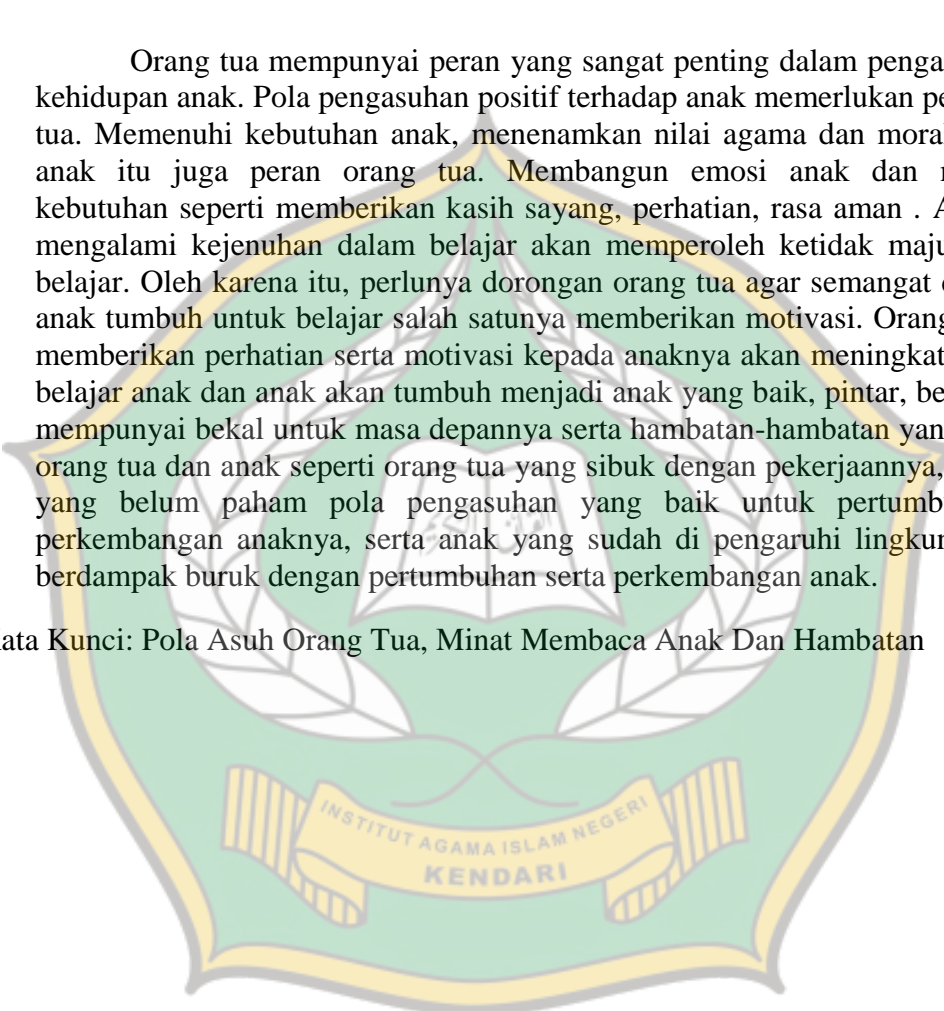 Orang tua mempunyai peran yang sangat penting dalam penga
kehidupan anak. Pola pengasuhan positif terhadap anak memerlukan pe
tua. Memenuhi kebutuhan anak, menenamkan nilai agama dan moral
anak itu juga peran orang tua. Membangun emosi anak dan
kebutuhan seperti memberikan kasih sayang, perhatian, rasa aman . A
mengalami kejenuhan dalam belajar akan memperoleh ketidak maju
belajar. Oleh karena itu, perlunya dorongan orang tua agar semangat
anak tumbuh untuk belajar salah satunya memberikan motivasi. Orang
memberikan perhatian serta motivasi kepada anaknya akan meningkat
belajar anak dan anak akan tumbuh menjadi anak yang baik, pintar, be
mempunyai bekal untuk masa depannya serta hambatan-hambatan yan
orang tua dan anak seperti orang tua yang sibuk dengan pekerjaannya,
yang belum paham pola pengasuhan yang baik untuk pertumb
perkembangan anaknya, serta anak yang sudah di pengaruhi lingkun
berdampak buruk dengan pertumbuhan serta perkembangan anak.
ata Kunci: Pola Asuh Orang Tua, Minat Membaca Anak Dan Hambatan
INSTITUT AGAMA ISLAM NEGERI
KENDARI